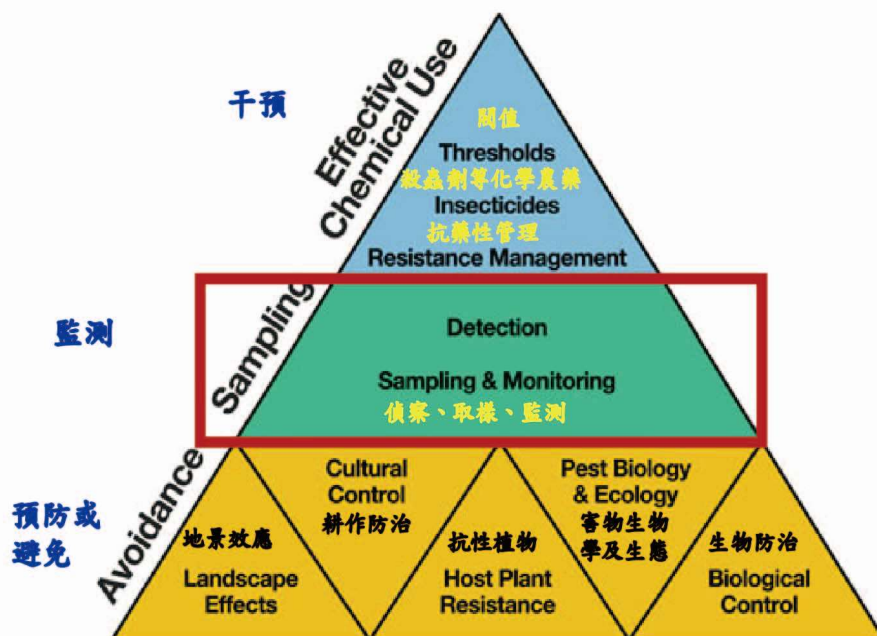 干預
Effective
Chemical Use
閥值
Thresholds
殺蟲劑等化學農藥
Insecticides
抗藥性管理
Resistance Management
監測
Sampling
Detection
Sampling & Monitoring
偵察、取樣、監測
預防或
避免
Avoidance
地景效應
Landscape
Effects
Cultural
Control
耕作防治
抗性植物
Host Plant
Resistance
Pest Biology
& Ecology
害物生物
學及生態
生物防治
Biological
Control